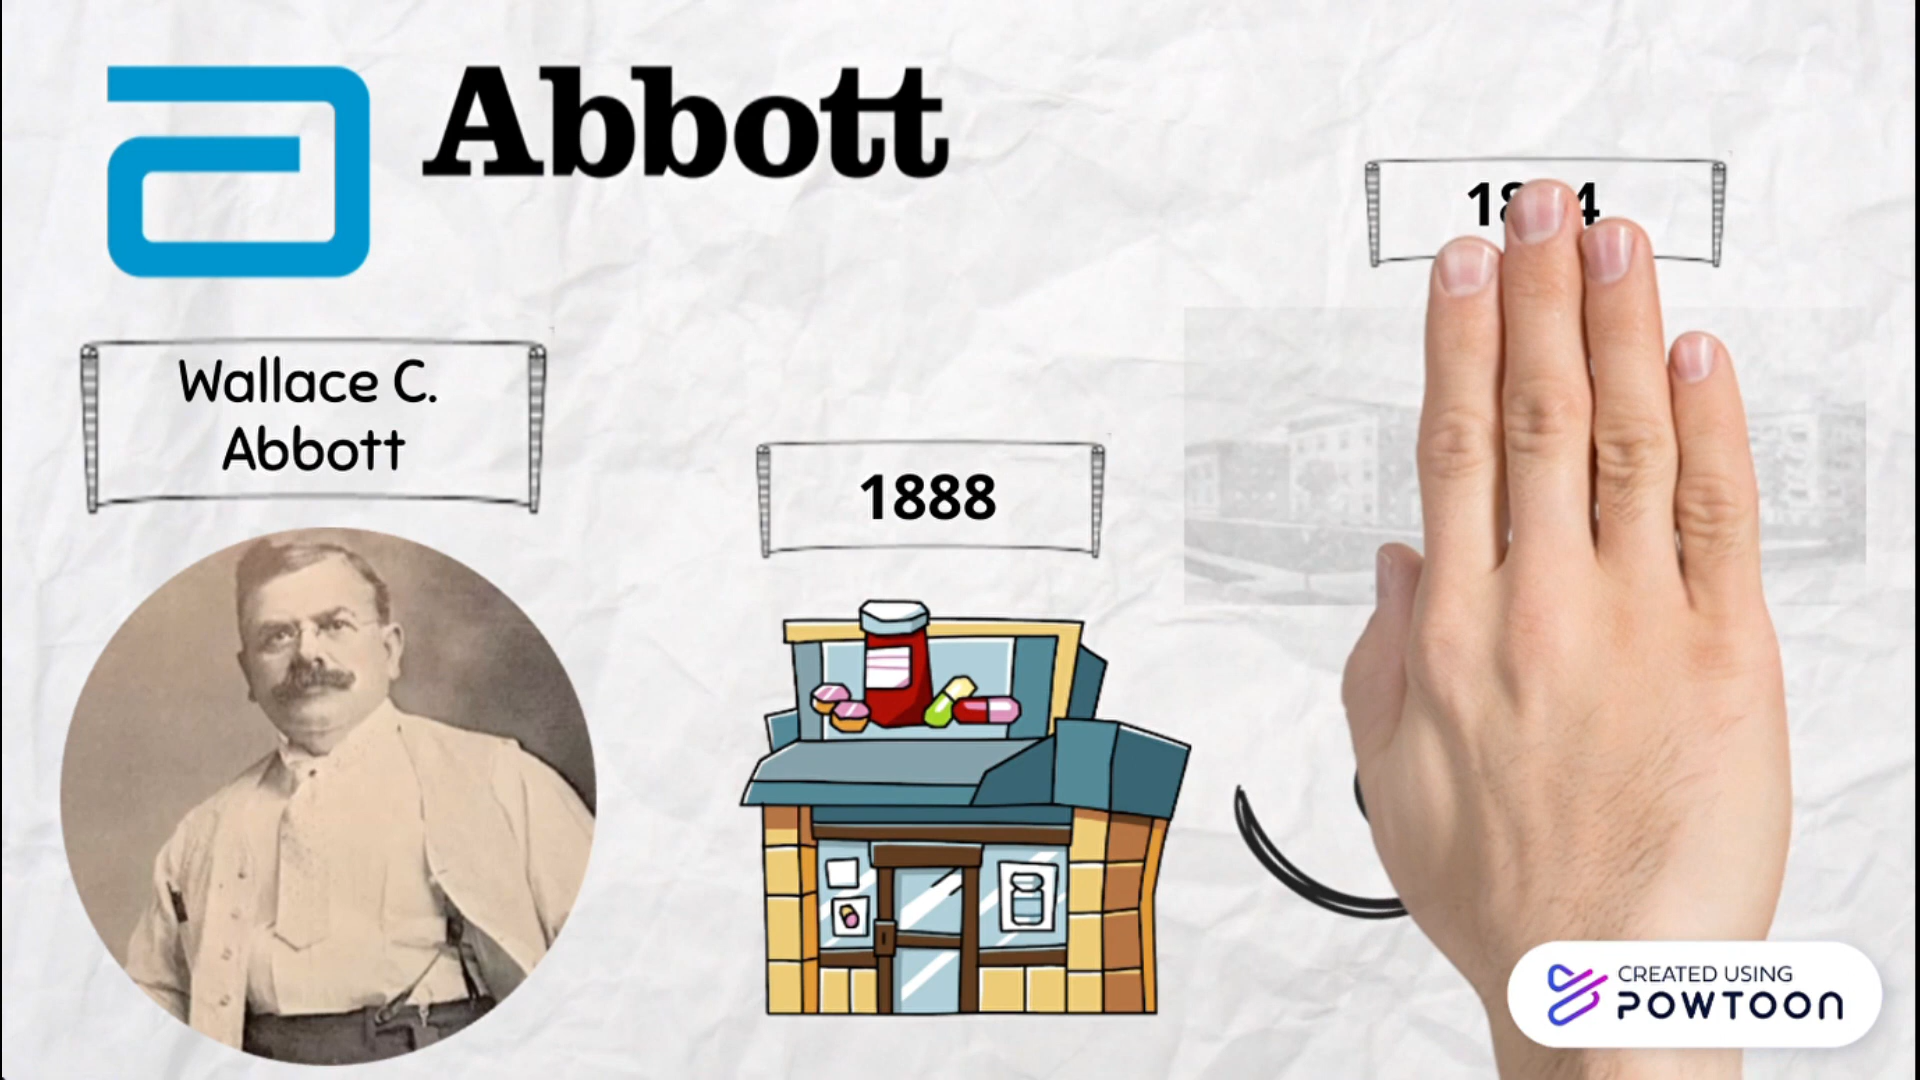 Abbott
Wallace C.
Abbott
1888
CREATED USING
POWTOON